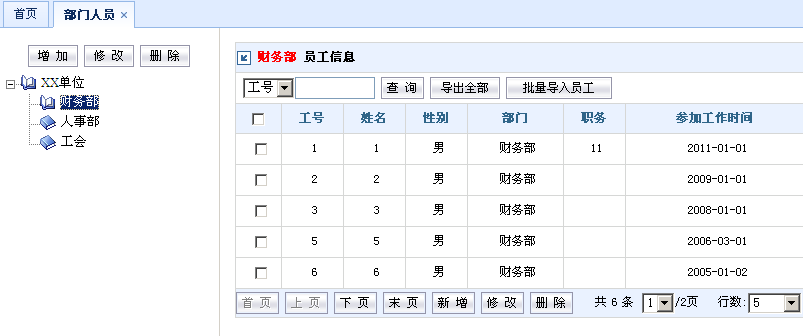 首页 部门人员 ×
增 加 修 改 删 除
XX单位
财务部
人事部
工会
财务部 员工信息
工号 查 询 导出全部 批量导入员工
工号 姓名 性别 部门 职务 参加工作时间
1 1 男 财务部 11 2011-01-01
2 2 男 财务部 2009-01-01
3 3 男 财务部 2008-01-01
5 5 男 财务部 2006-03-01
6 6 男 财务部 2005-01-02
首 页 上 页 下 页 末 页 新 增 修 改 删 除 共 6 条 1 /2页 行数: 5